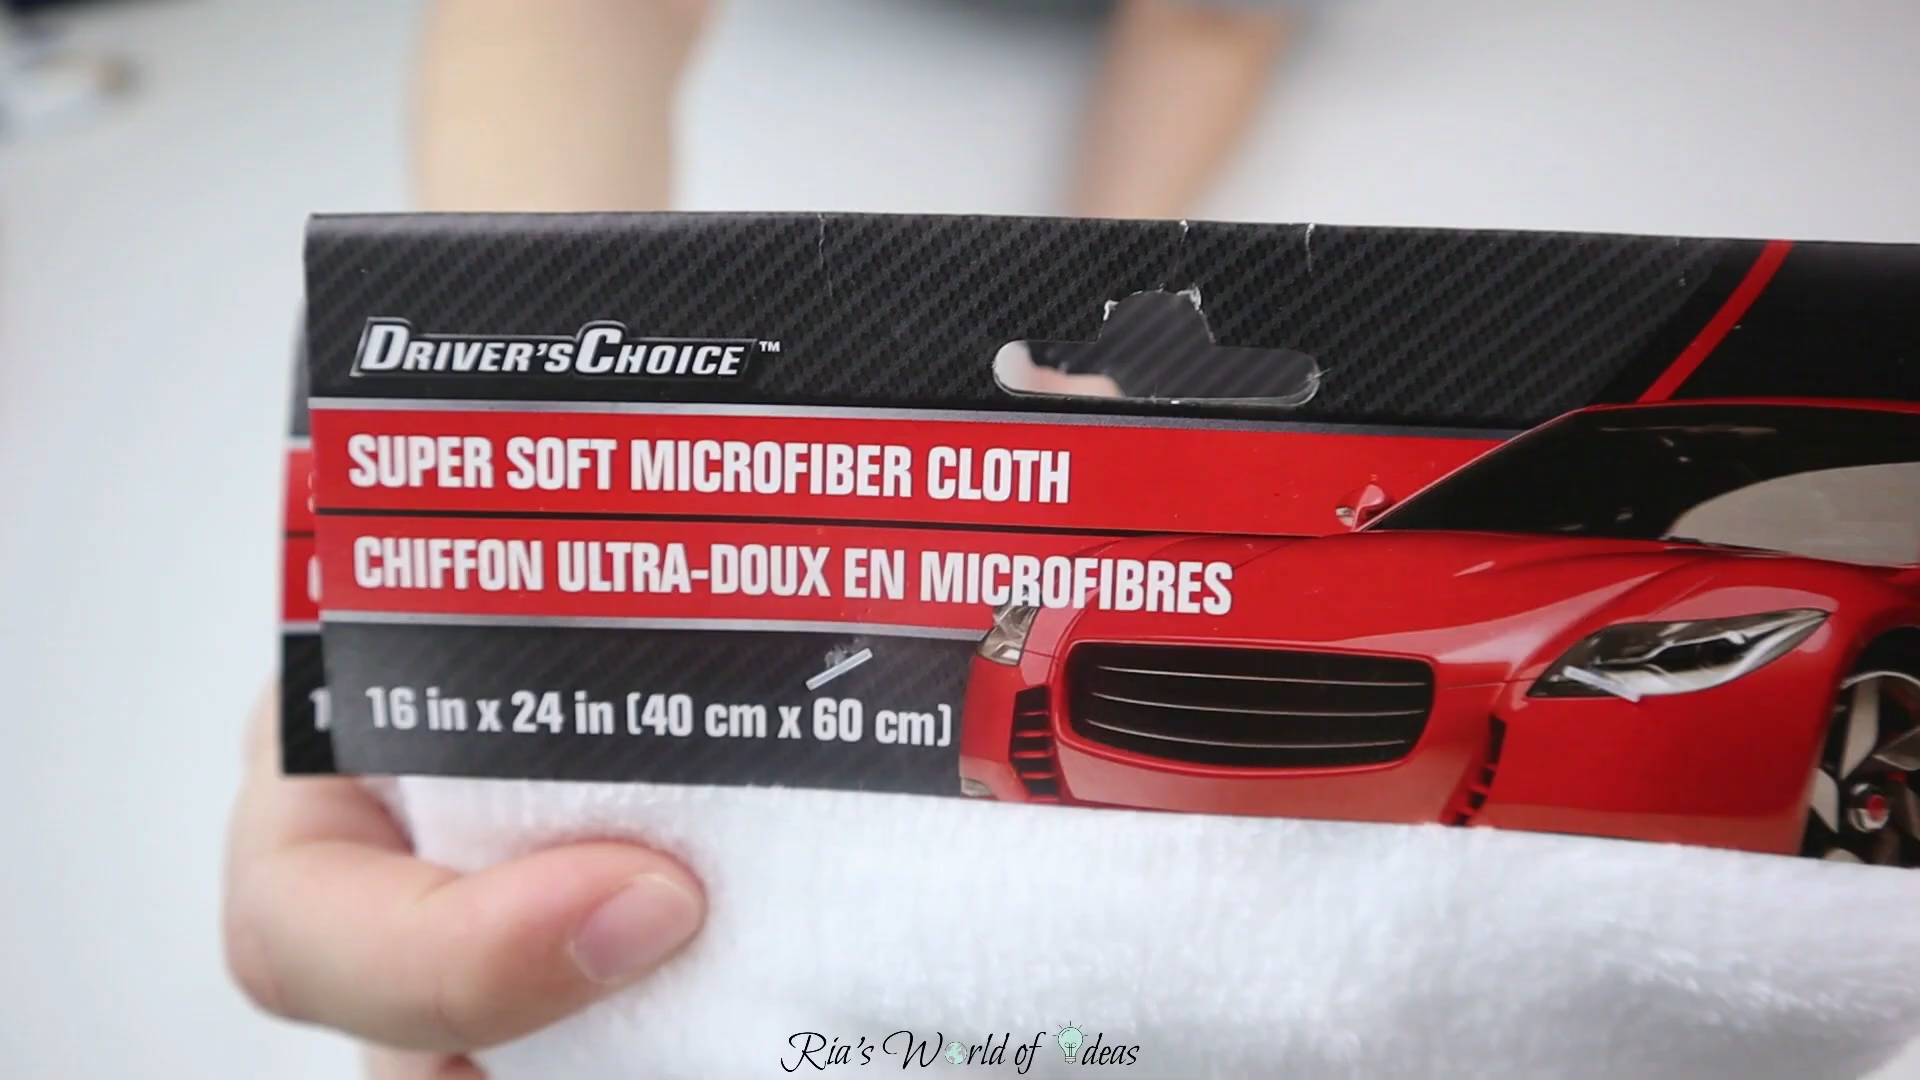 DRIVER'SCHOICE™
SUPER SOFT MICROFIBER CLOTH
CHIFFON ULTRA-DOUX EN MICROFIBRES
16 in x 24 in (40 cm x 60 cm)
Ria's World of Ideas